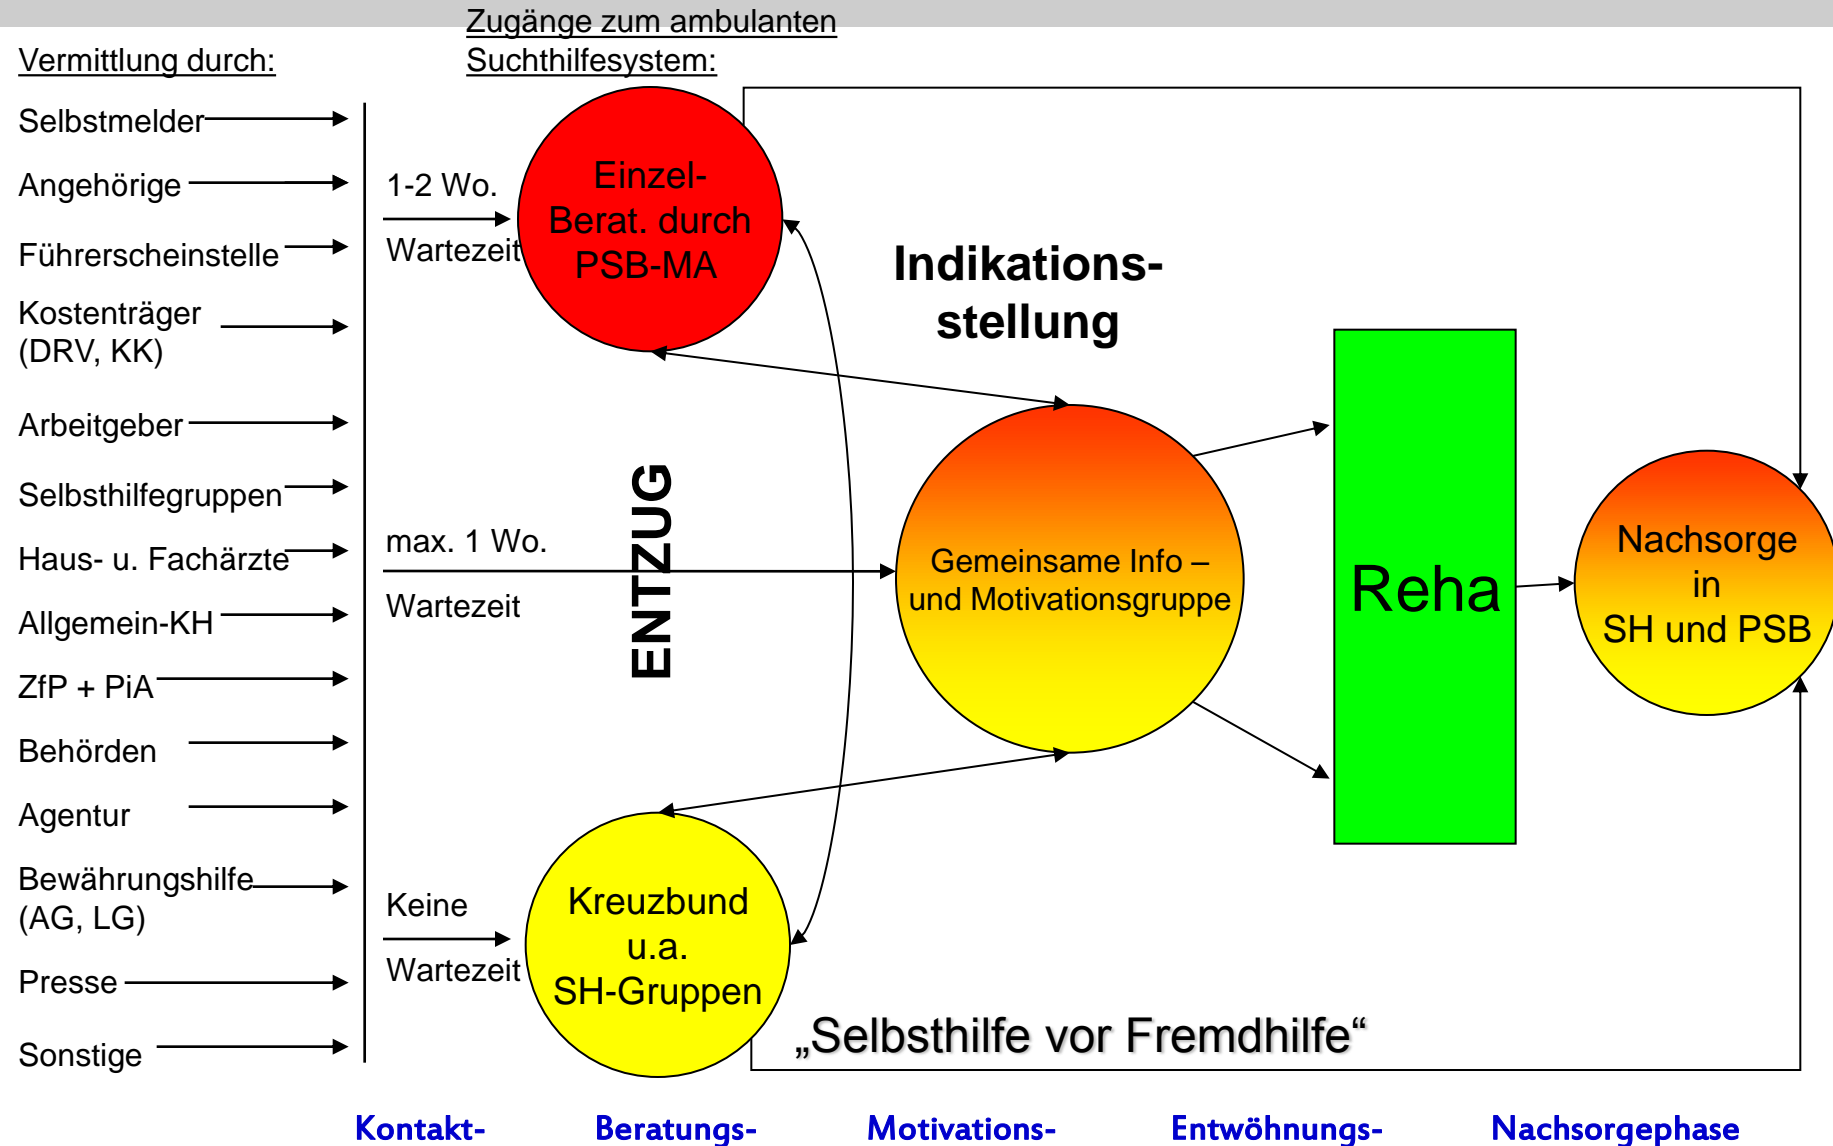 Zugänge zum ambulanten
Suchthilfesystem:
Vermittlung durch:
Selbstmelder
Angehörige
Führerscheinstelle
Kostenträger
(DRV, KK)
Arbeitgeber
Selbsthilfegruppen
Haus- u. Fachärzte
Allgemein-KH
ZfP + PiA
Behörden
Agentur
Bewährungshilfe
(AG, LG)
Presse
Sonstige
1-2 Wo.
Wartezeit
max. 1 Wo.
Wartezeit
Keine
Wartezeit
Einzel-
Berat. durch
PSB-MA
ENTZUG
Kreuzbund
u.a.
SH-Gruppen
Indikations-
stellung
Gemeinsame Info –
und Motivationsgruppe
Reha
Nachsorge
in
SH und PSB
„Selbsthilfe vor Fremdhilfe“
Kontakt- Beratungs- Motivations- Entwöhnungs- Nachsorgephase